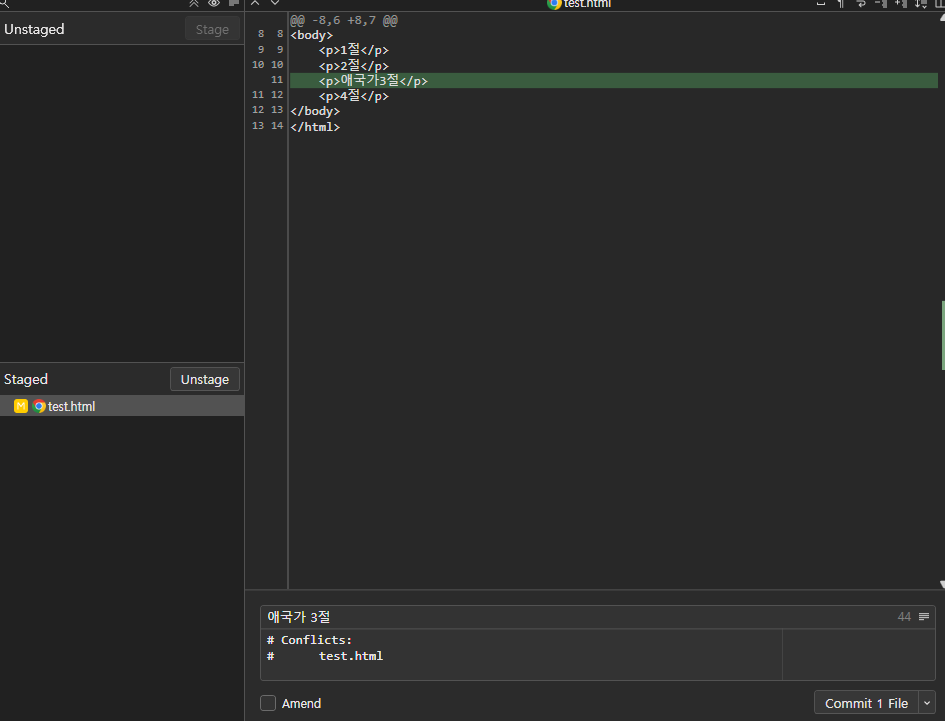 test.html
Unstaged
Stage
@@ -8,6 +8,7 @@
8 8 <body>
9 9 <p>1절</p>
10 10 <p>2절</p>
11 <p>애국가3절</p>
11 12 <p>4절</p>
12 13 </body>
13 14 </html>
Staged
Unstage
M test.html
애국가 3절
44
# Conflicts:
# test.html
Amend
Commit 1 File